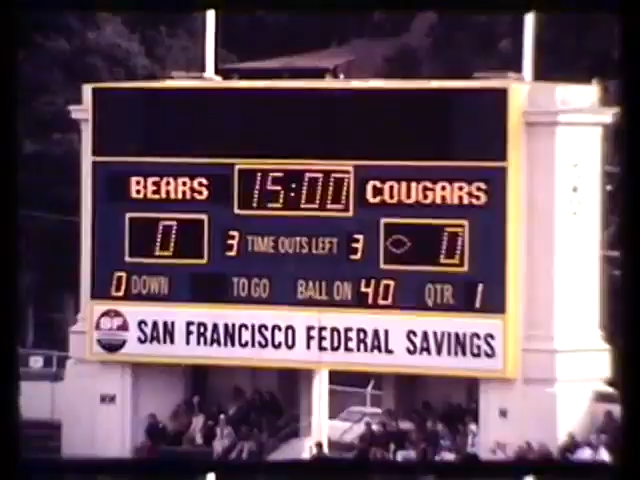 BEARS 15:00 COUGARS
0 3 TIME OUTS LEFT 3 0
0 DOWN TO GO BALL ON 40 QTR 1
SF SAN FRANCISCO FEDERAL SAVINGS